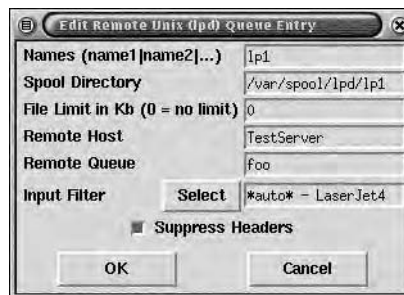 Edit Remote Unix (lpd) Queue Entry
Names (name1|name2|...) lp1
Spool Directory /var/spool/lpd/lp1
File Limit in Kb (0 = no limit) 0
Remote Host TestServer
Remote Queue foo
Input Filter Select *auto* - LaserJet4
Suppress Headers
OK Cancel